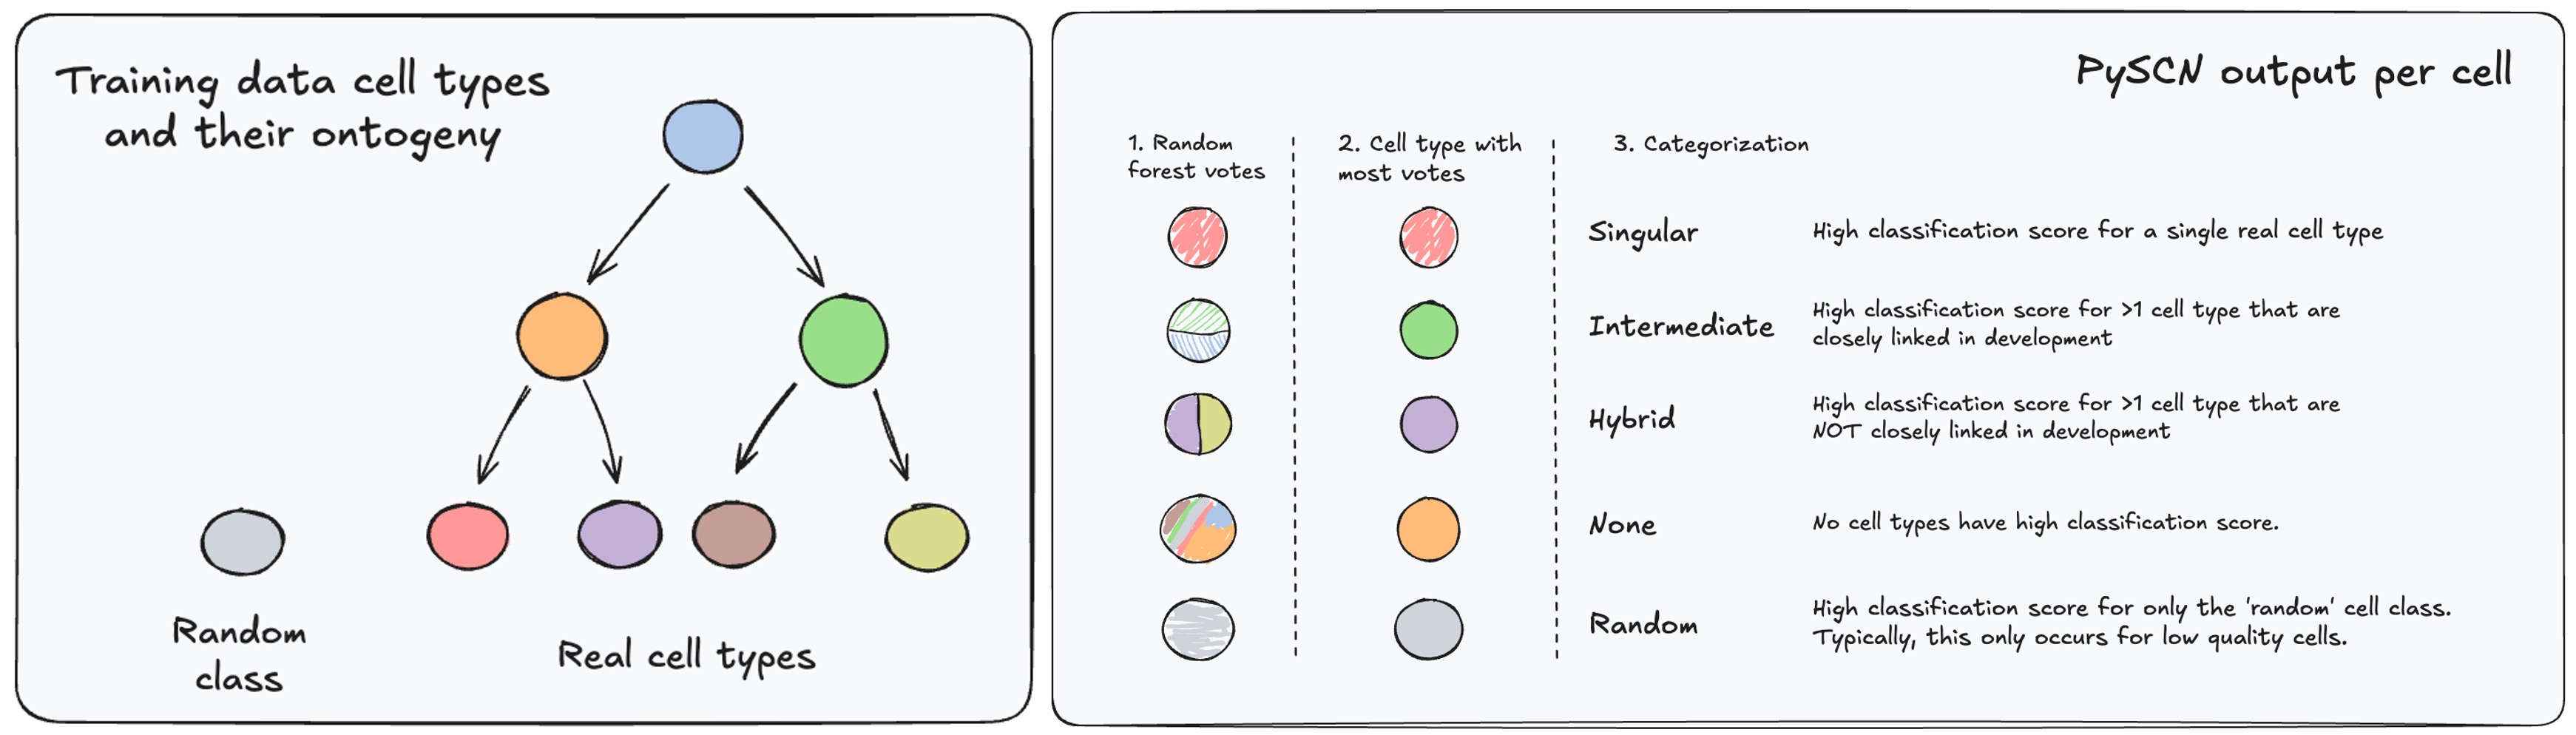 Training data cell types
and their ontogeny
Random
class
Real cell types
PySCN output per cell
1. Random
forest votes
2. Cell type with
most votes
3. Categorization
Singular
High classification score for a single real cell type
Intermediate
High classification score for >1 cell type that are
closely linked in development
Hybrid
High classification score for >1 cell type that are
NOT closely linked in development
None
No cell types have high classification score.
Random
High classification score for only the 'random' cell class.
Typically, this only occurs for low quality cells.